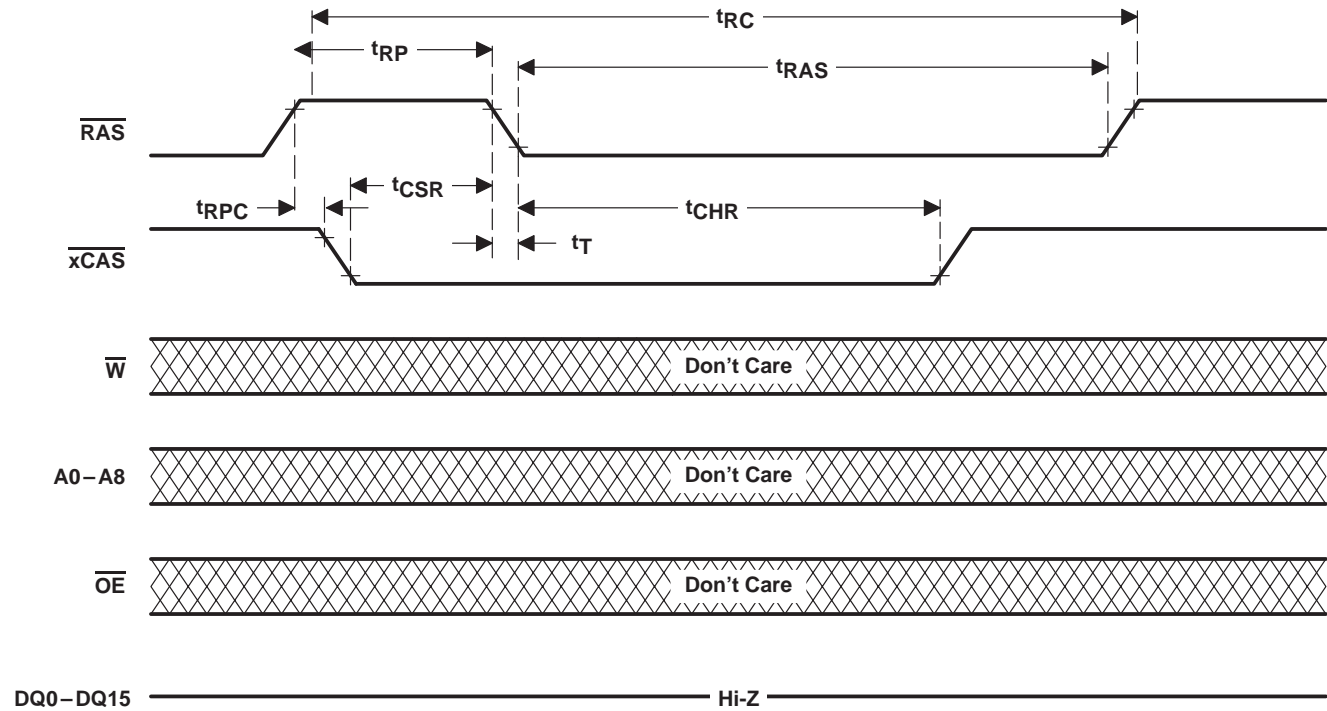 tRC
tRP
tRAS
RAS
tCSR
tRPC
tCHR
tT
xCAS
W
Don't Care
A0–A8
Don't Care
OE
Don't Care
DQ0–DQ15
Hi-Z